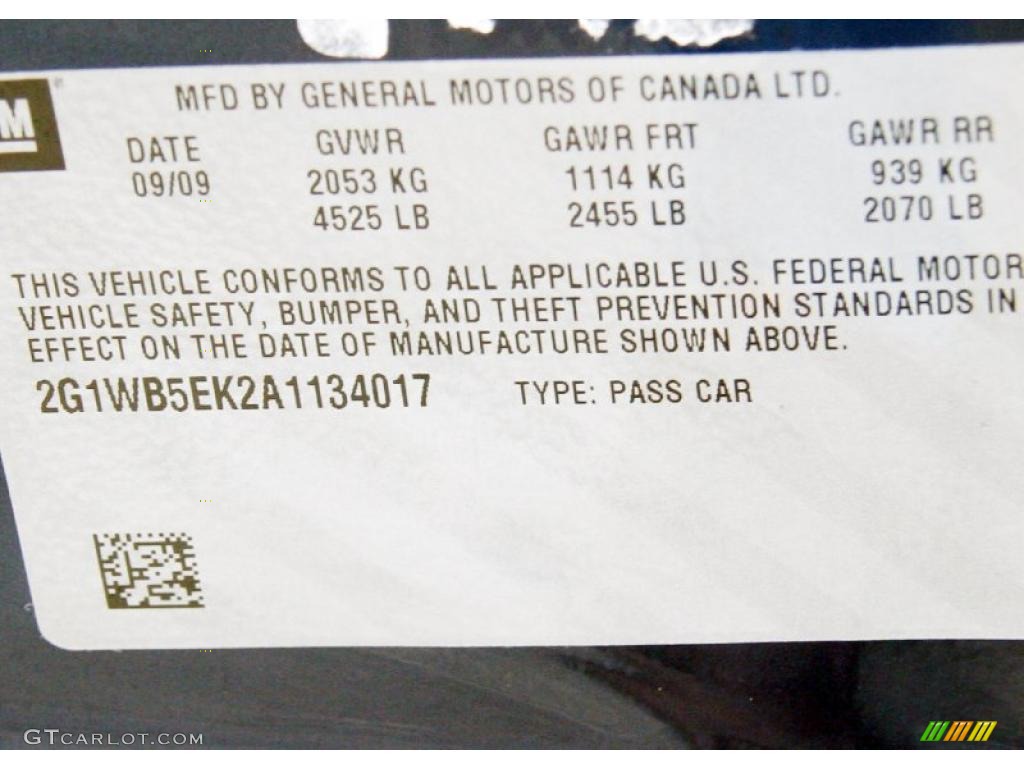 MFD BY GENERAL MOTORS OF CANADA LTD.
DATE GVWR GAWR FRT GAWR RR
09/09 2053 KG 1114 KG 939 KG
4525 LB 2455 LB 2070 LB
THIS VEHICLE CONFORMS TO ALL APPLICABLE U.S. FEDERAL MOTOR
VEHICLE SAFETY, BUMPER, AND THEFT PREVENTION STANDARDS IN
EFFECT ON THE DATE OF MANUFACTURE SHOWN ABOVE.
2G1WB5EK2A1134017 TYPE: PASS CAR
GTCARLOT.COM